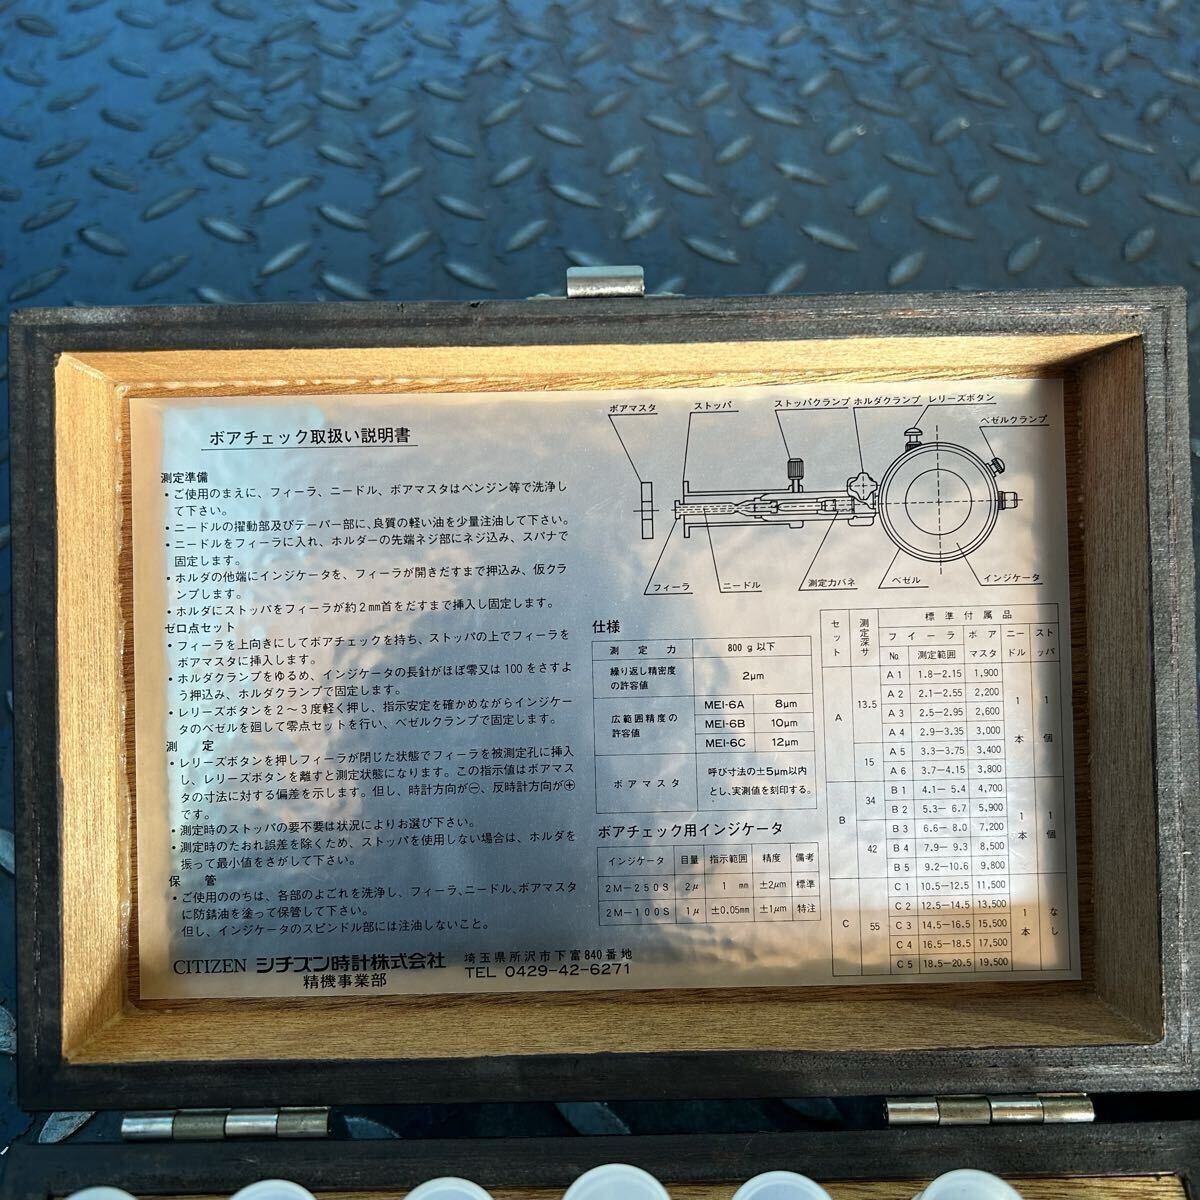 ボアチェック取扱い説明書
測定準備
・ご使用のまえに、フィーラ、ニードル、ボアマスタはベンジン等で洗浄し
て下さい。
・ニードルの摺動部及びテーパー部に、良質の軽い油を少量注油して下さい。
・ニードルをフィーラに入れ、ホルダーの先端ネジ部にネジ込み、スパナで
固定します。
・ホルダの他端にインジケータを、フィーラが開きだすまで押込み、仮クラ
ンプします。
・ホルダにストッパをフィーラが約2㎜首をだすまで挿入し固定します。
ゼロ点セット
・フィーラを上向きにしてボアチェックを持ち、ストッパの上でフィーラを
ボアマスタに挿入します。
・ホルダクランプをゆるめ、インジケータの長針がほぼ零又は100をさすよ
う押込み、ホルダクランプで固定します。
・レリーズボタンを2～3度軽く押し、指示安定を確かめながらインジケー
タのベゼルを廻して零点セットを行い、ベゼルクランプで固定します。
測 定
・レリーズボタンを押しフィーラが閉じた状態でフィーラを被測定孔に挿入
し、レリーズボタンを離すと測定状態になります。この指示値はボアマス
タの寸法に対する偏差を示します。但し、時計方向が⊖、反時計方向が⊕
です。
・測定時のストッパの要不要は状況によりお選び下さい。
・測定時のたおれ誤差を除くため、ストッパを使用しない場合は、ホルダを
振って最小値をさがして下さい。
保 管
・ご使用ののちは、各部のよごれを洗浄し、フィーラ、ニードル、ボアマスタ
に防錆油を塗って保管して下さい。
但し、インジケータのスピンドル部には注油しないこと。
CITIZEN シチズン時計株式会社 埼玉県所沢市下富840番地
精機事業部 TEL 0429-42-6271
ボアマスタ ストッパ ストップクランプ ホルダクランプ レリーズボタン
ベゼルクランプ
フィーラ ニードル 測定力バネ ベゼル インジケータ
仕様
測 定 力 800g以下
繰り返し精密度の許容値 2μm
広範囲精度の許容値 MEI-6A 8μm
MEI-6B 10μm
MEI-6C 12μm
ボアマスタ 呼び寸法の±5μm以内
とし、実測値を刻印する。
ボアチェック用インジケータ
インジケータ 目量 指示範囲 精度 備考
2M-250S 2μ 1 ㎜ ±2μm 標準
2M-100S 1μ ±0.05㎜ ±1μm 特注
セット 測定深サ 標準付属品
フィーラ ボアマスタ ニードル ストッパ
No. 測定範囲
A 13.5 A1 1.8-2.15 1,900 1本 1個
A2 2.1-2.55 2,200
A3 2.5-2.95 2,600
A4 2.9-3.35 3,000
15 A5 3.3-3.75 3,400
A6 3.7-4.15 3,800
B 34 B1 4.1-5.4 4,700 1本 1個
B2 5.3-6.7 5,900
42 B3 6.6-8.0 7,200
B4 7.9-9.3 8,500
B5 9.2-10.6 9,800
C 55 C1 10.5-12.5 11,500 1本 なし
C2 12.5-14.5 13,500
C3 14.5-16.5 15,500
C4 16.5-18.5 17,500
C5 18.5-20.5 19,500